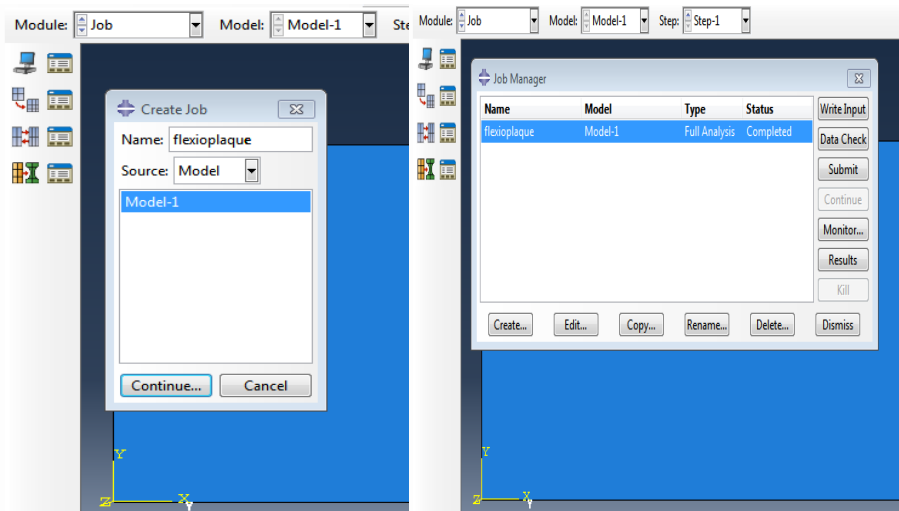 Module: Job Model: Model-1 Ste
Create Job
Name: flexioplaque
Source: Model
Model-1
Continue... Cancel
Y
Z X
Y
Module: Job Model: Model-1 Step: Step-1
Job Manager
Name Model Type Status
flexioplaque Model-1 Full Analysis Completed
Write Input
Data Check
Submit
Continue
Monitor...
Results
Kill
Create... Edit... Copy... Rename... Delete... Dismiss
Y
Z X
Y